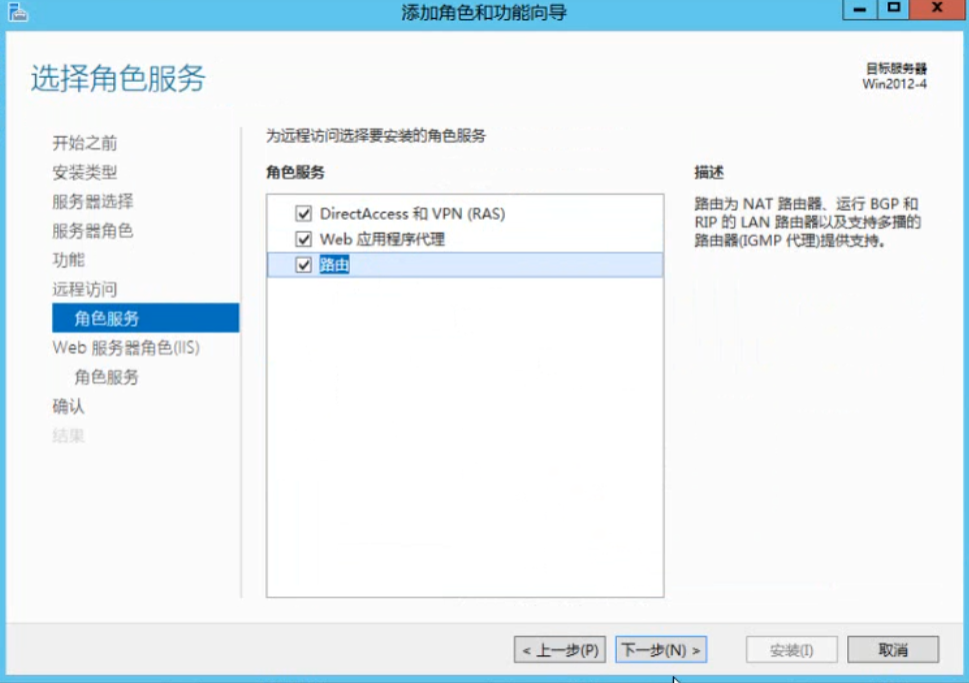 添加角色和功能向导
选择角色服务
目标服务器
Win2012-4
开始之前
安装类型
服务器选择
服务器角色
功能
远程访问
角色服务
Web 服务器角色(IIS)
角色服务
确认
结果
为远程访问选择要安装的角色服务
角色服务
DirectAccess 和 VPN (RAS)
Web 应用程序代理
路由
描述
路由为 NAT 路由器、运行 BGP 和
RIP 的 LAN 路由器以及支持多播的
路由器(IGMP 代理)提供支持。
< 上一步(P)
下一步(N) >
安装(I)
取消